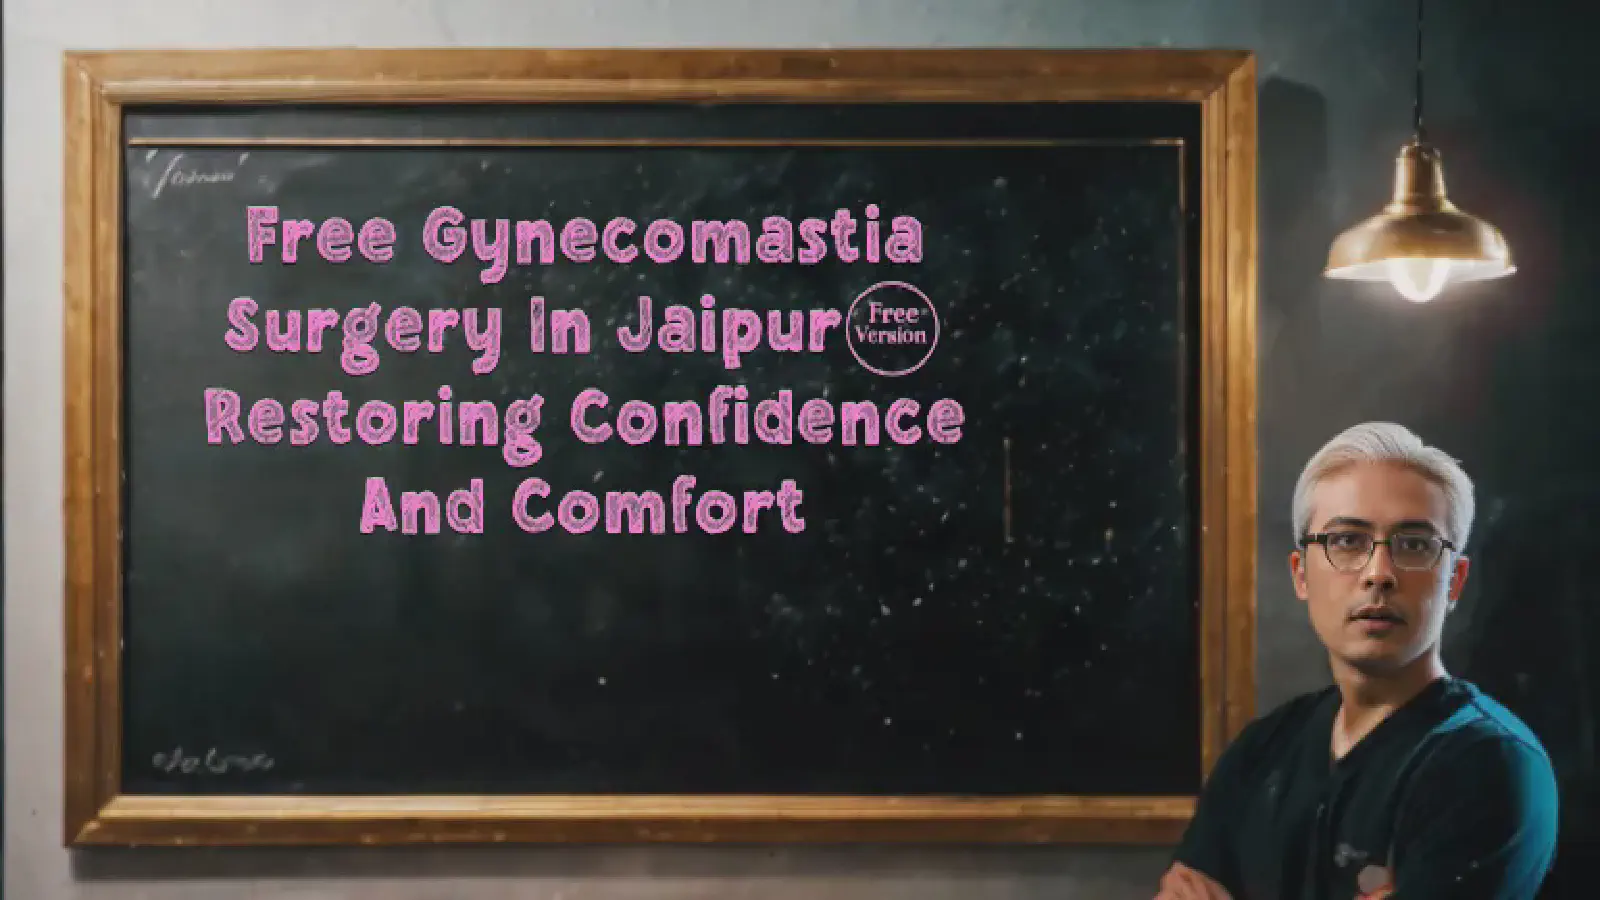 Free Gynecomastia
Surgery In Jaipur
Free
Version
Restoring Confidence
And Comfort